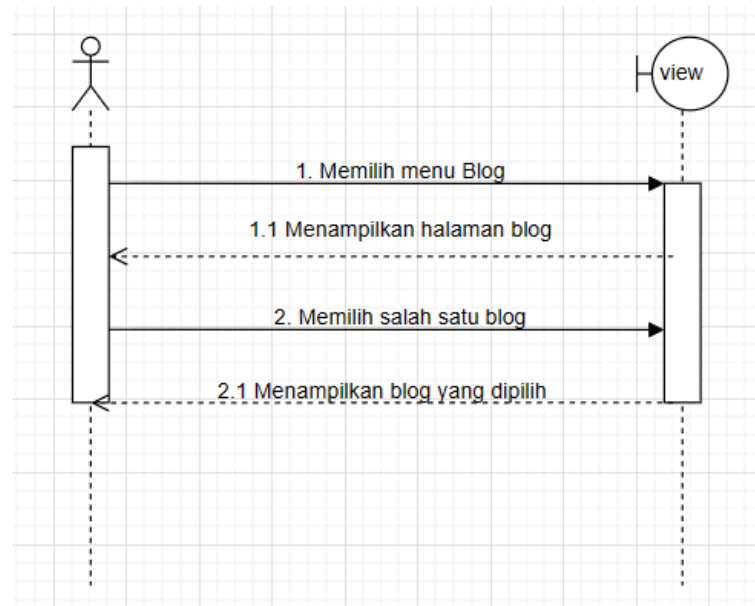 view
1. Memilih menu Blog
1.1 Menampilkan halaman blog
2. Memilih salah satu blog
2.1 Menampilkan blog yang dipilih